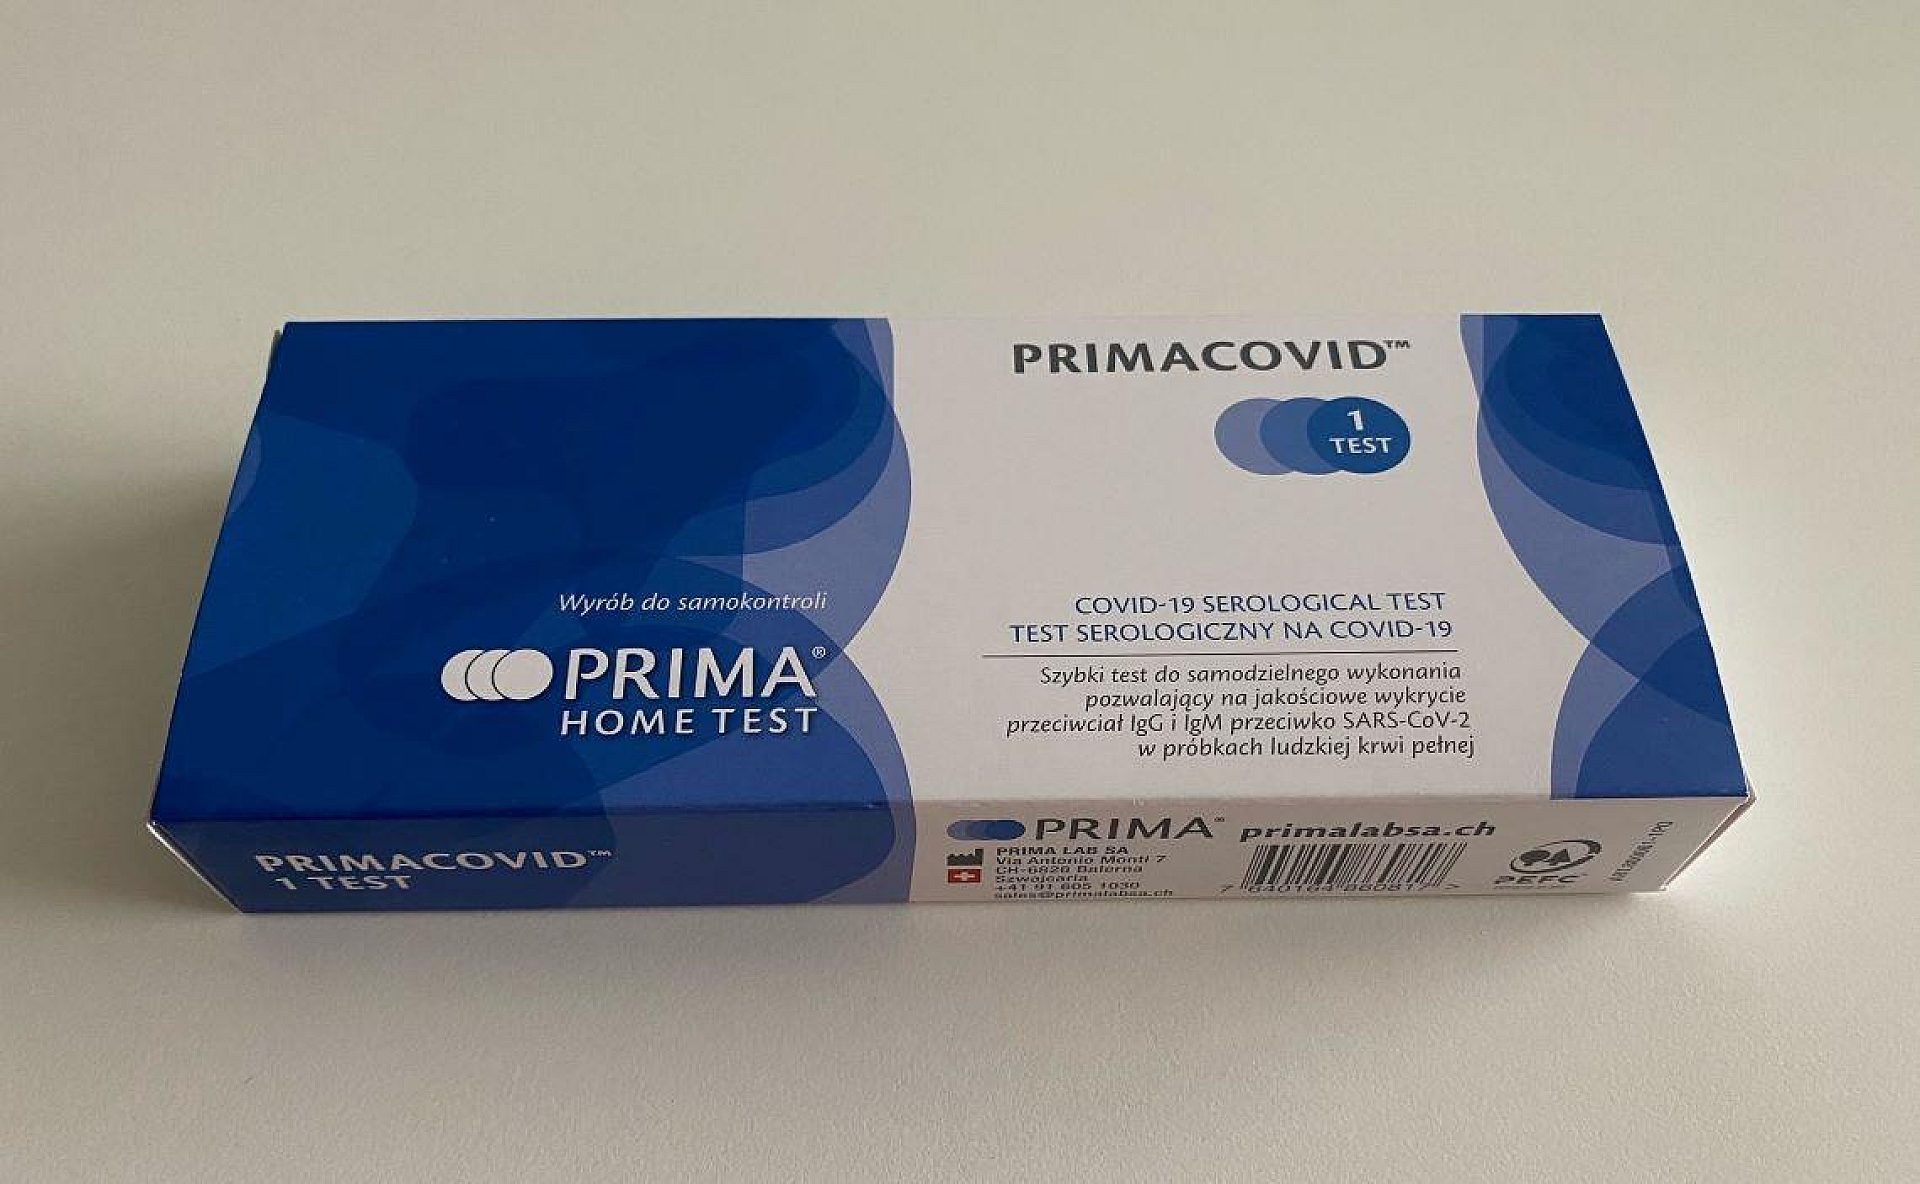 PRIMACOVID™
1
TEST
Wyrób do samokontroli
PRIMA®
HOME TEST
COVID-19 SEROLOGICAL TEST
TEST SEROLOGICZNY NA COVID-19
Szybki test do samodzielnego wykonania
pozwalający na jakościowe wykrycie
przeciwciał IgG i IgM przeciwko SARS-CoV-2
w próbkach ludzkiej krwi pełnej
PRIMACOVID™
1 TEST
PRIMA® primalabsa.ch
PRIMA LAB SA
Via Antonio Monti 7
CH-6828 Balerna
Szwajcaria
+41 91 605 1030
sales@primalabsa.ch
7 640164 860817 >
PEFC